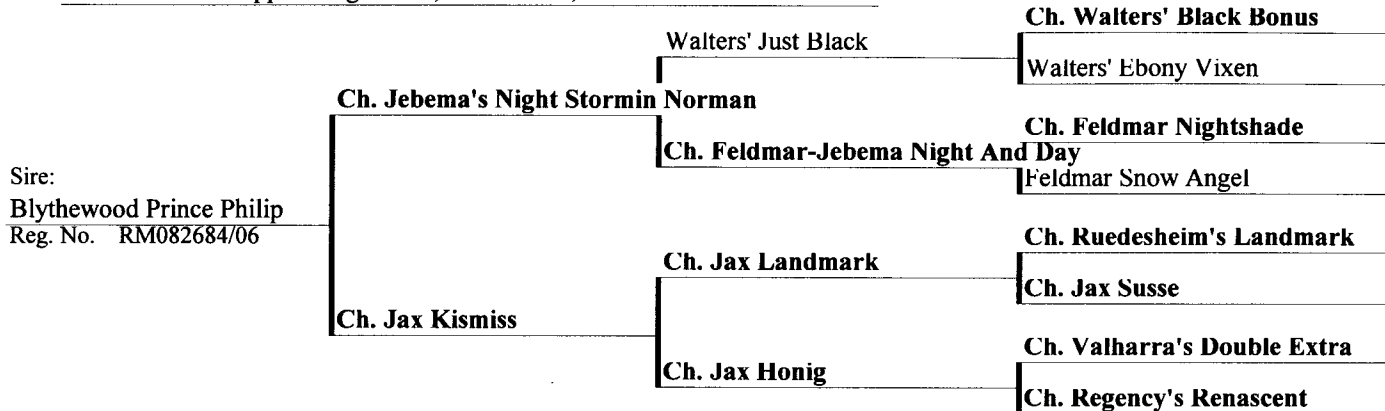 Ch. Walters' Black Bonus
Walters' Just Black
Walters' Ebony Vixen
Ch. Jebema's Night Stormin Norman
Ch. Feldmar Nightshade
Ch. Feldmar-Jebema Night And Day
Feldmar Snow Angel
Sire:
Blythewood Prince Philip
Reg. No. RM082684/06
Ch. Ruedesheim's Landmark
Ch. Jax Landmark
Ch. Jax Susse
Ch. Jax Kismiss
Ch. Valharra's Double Extra
Ch. Jax Honig
Ch. Regency's Renascent